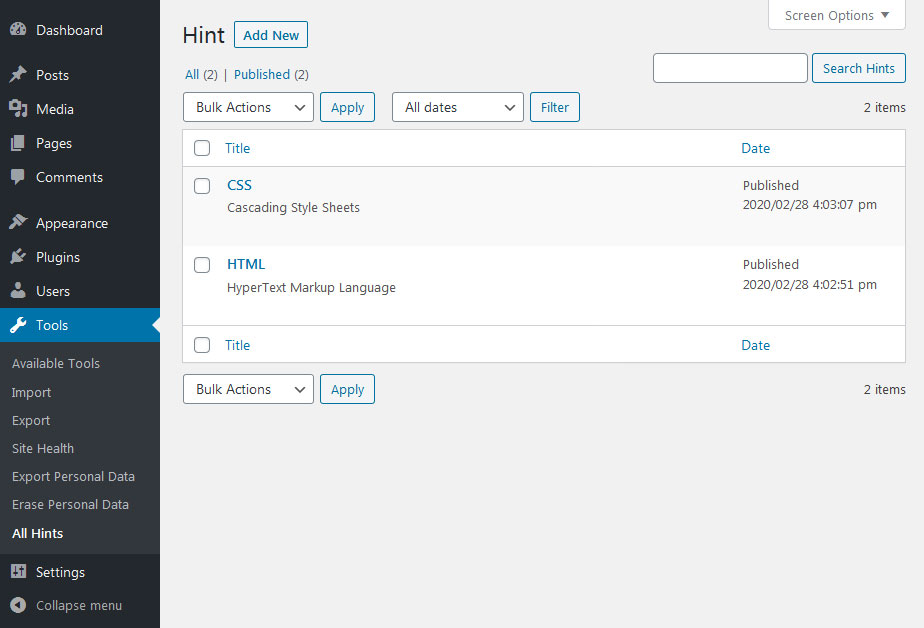 Dashboard
Posts
Media
Pages
Comments
Appearance
Plugins
Users
Tools
Available Tools
Import
Export
Site Health
Export Personal Data
Erase Personal Data
All Hints
Settings
Collapse menu
Screen Options
Hint Add New
All (2) | Published (2)
Search Hints
Bulk Actions Apply All dates Filter 2 items
Title Date
CSS Published
Cascading Style Sheets 2020/02/28 4:03:07 pm
HTML Published
HyperText Markup Language 2020/02/28 4:02:51 pm
Title Date
Bulk Actions Apply 2 items